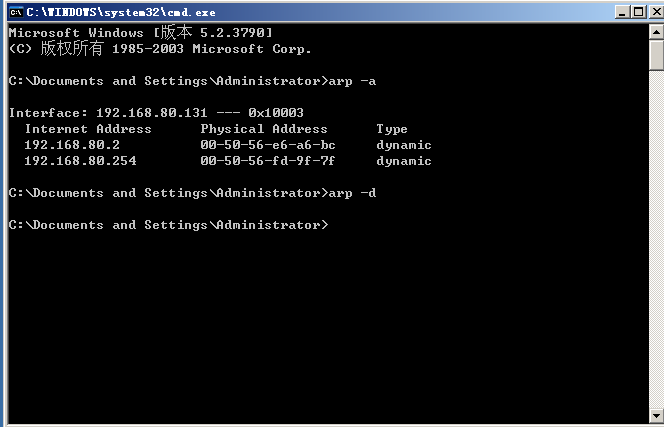 C:\WINDOWS\system32\cmd.exe
Microsoft Windows [版本 5.2.3790]
(C) 版权所有 1985-2003 Microsoft Corp.
C:\Documents and Settings\Administrator>arp -a
Interface: 192.168.80.131 --- 0x10003
Internet Address Physical Address Type
192.168.80.2 00-50-56-e6-a6-bc dynamic
192.168.80.254 00-50-56-fd-9f-7f dynamic
C:\Documents and Settings\Administrator>arp -d
C:\Documents and Settings\Administrator>